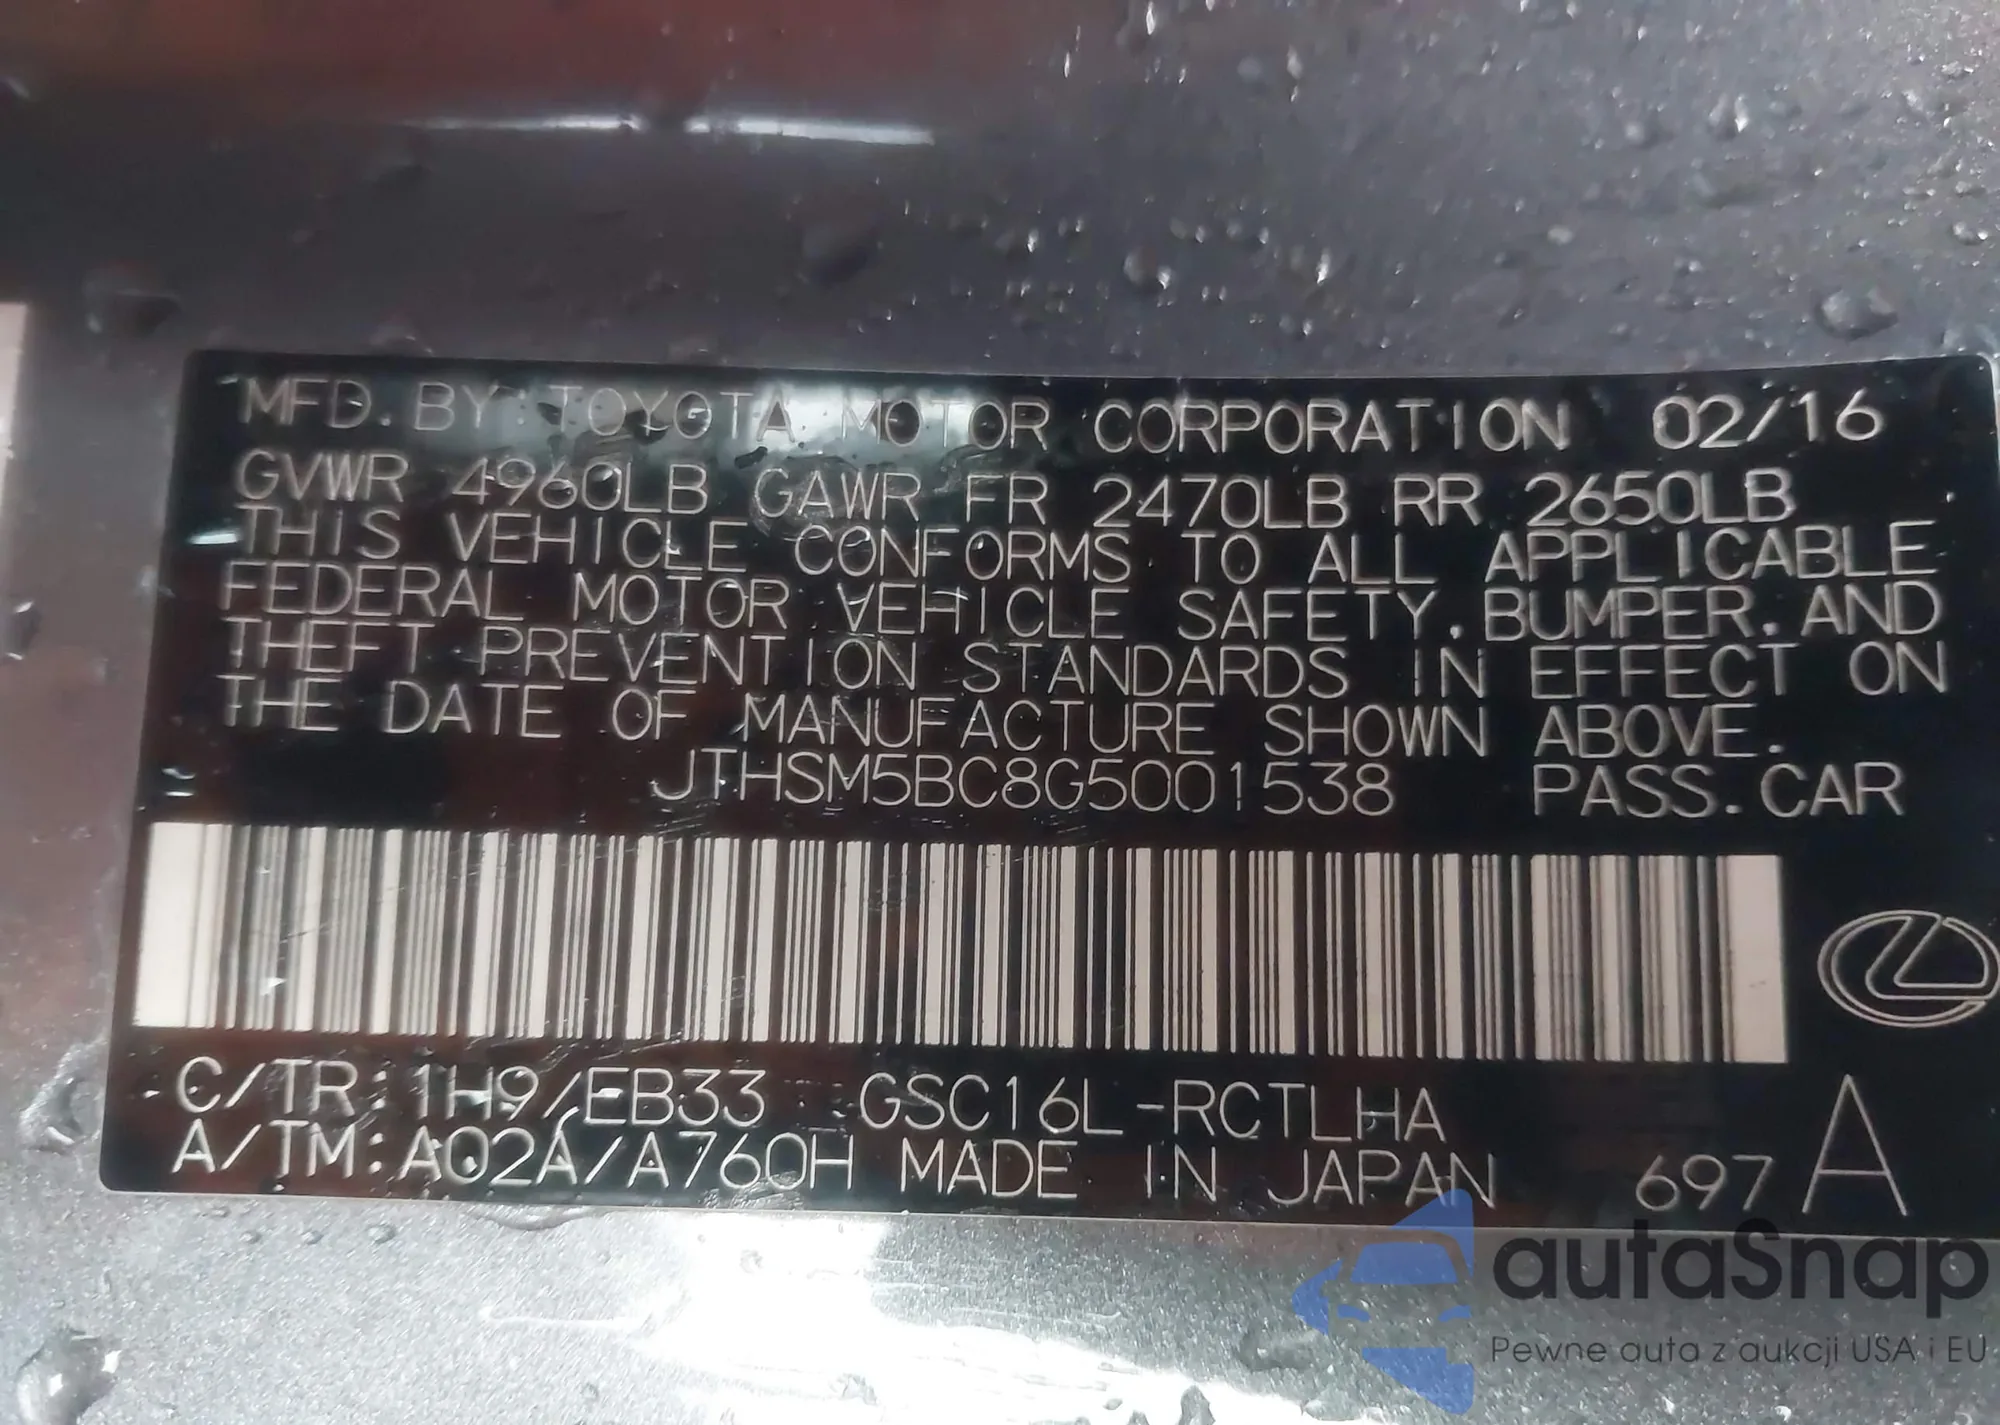 MFD. BY: TOYOTA MOTOR CORPORATION 02/16
GVWR 4960LB GAWR FR 2470LB RR 2650LB
THIS VEHICLE CONFORMS TO ALL APPLICABLE
FEDERAL MOTOR VEHICLE SAFETY. BUMPER. AND
THEFT PREVENTION STANDARDS IN EFFECT ON
THE DATE OF MANUFACTURE SHOWN ABOVE.
JTHSM5BC8G5001538 PASS. CAR
C/TR: 1H9/EB33 GSC16L-RCTLHA
A/TM: A02A/A760H MADE IN JAPAN 697 A
autaSnap
Pewne auta z aukcji USA i EU